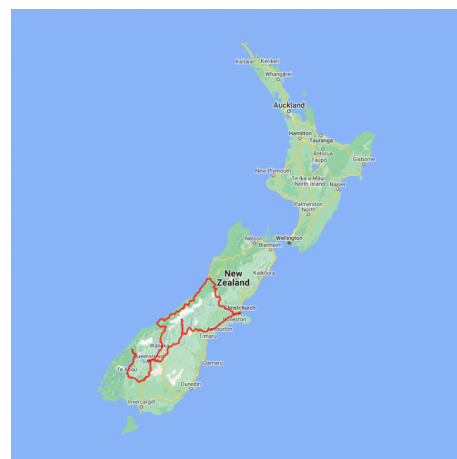 Kaitaia
Kerikeri
Whangārei
Auckland
Hamilton
Tauranga
Rotorua
Taupō
Gisborne
New Plymouth
Te Ika-a-Māui
/ North Island
Napier
Palmerston
North
Nelson
Wellington
Blenheim
New
Zealand
Kaikōura
Christchurch
Ashburton
Timaru
Queenstown
Oamaru
Te Anau
Dunedin
Invercargill